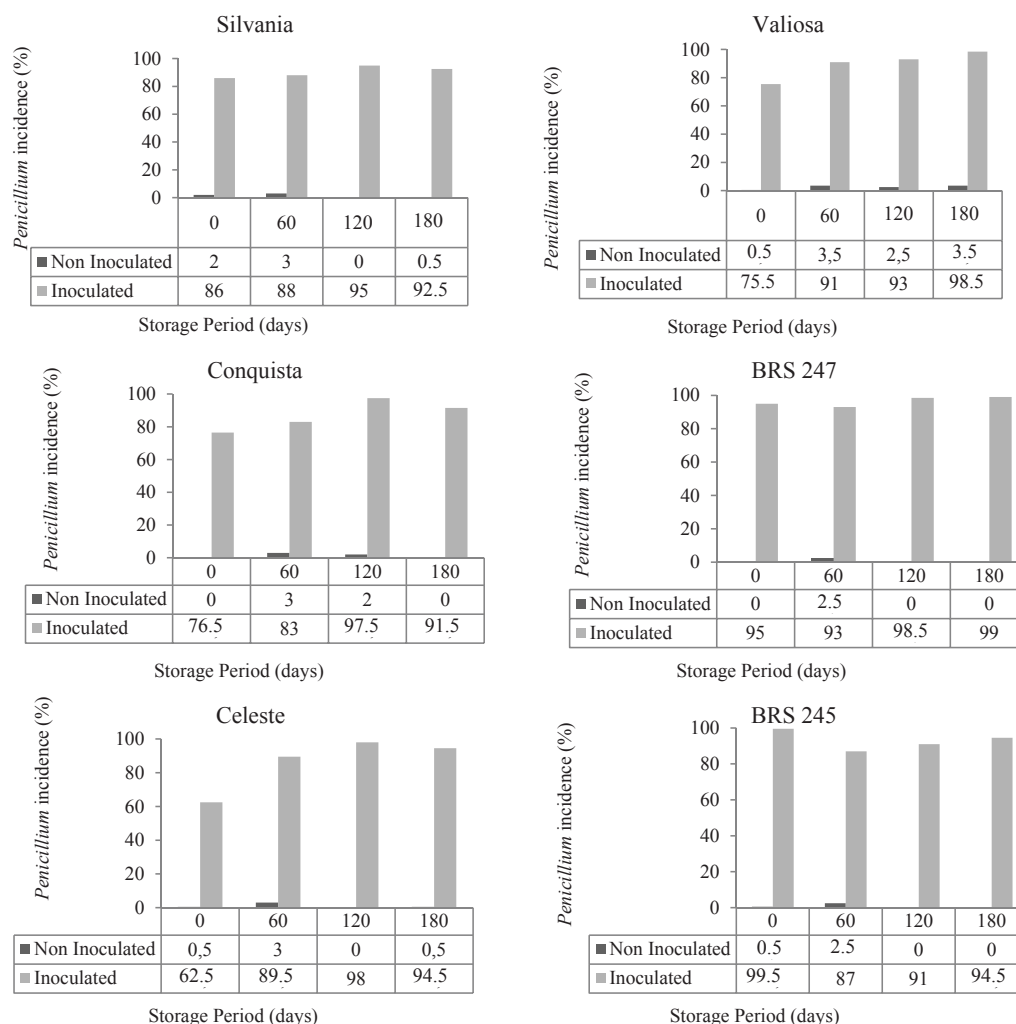 Silvania
Penicillium incidence (%)
100
80
60
40
20
0
0 60 120 180
Non Inoculated 2 3 0 0.5
Inoculated 86 88 95 92.5
Storage Period (days)
Valiosa
Penicillium incidence (%)
100
80
60
40
20
0
0 60 120 180
Non Inoculated 0.5 3,5 2,5 3.5
Inoculated 75.5 91 93 98.5
Conquista
Penicillium incidence (%)
100
80
60
40
20
0
0 60 120 180
Non Inoculated 0 3 2 0
Inoculated 76.5 83 97.5 91.5
Storage Period (days)
BRS 247
Penicillium incidence (%)
100
80
60
40
20
0
0 60 120 180
Non Inoculated 0 2.5 0 0
Inoculated 95 93 98.5 99
Storage Period (days)
Celeste
Penicillium incidence (%)
100
80
60
40
20
0
0 60 120 180
Non Inoculated 0,5 3 0 0,5
Inoculated 62.5 89.5 98 94.5
Storage Period (days)
BRS 245
Penicillium incidence (%)
100
80
60
40
20
0
0 60 120 180
Non Inoculated 0.5 2.5 0 0
Inoculated 99.5 87 91 94.5
Storage Period (days)